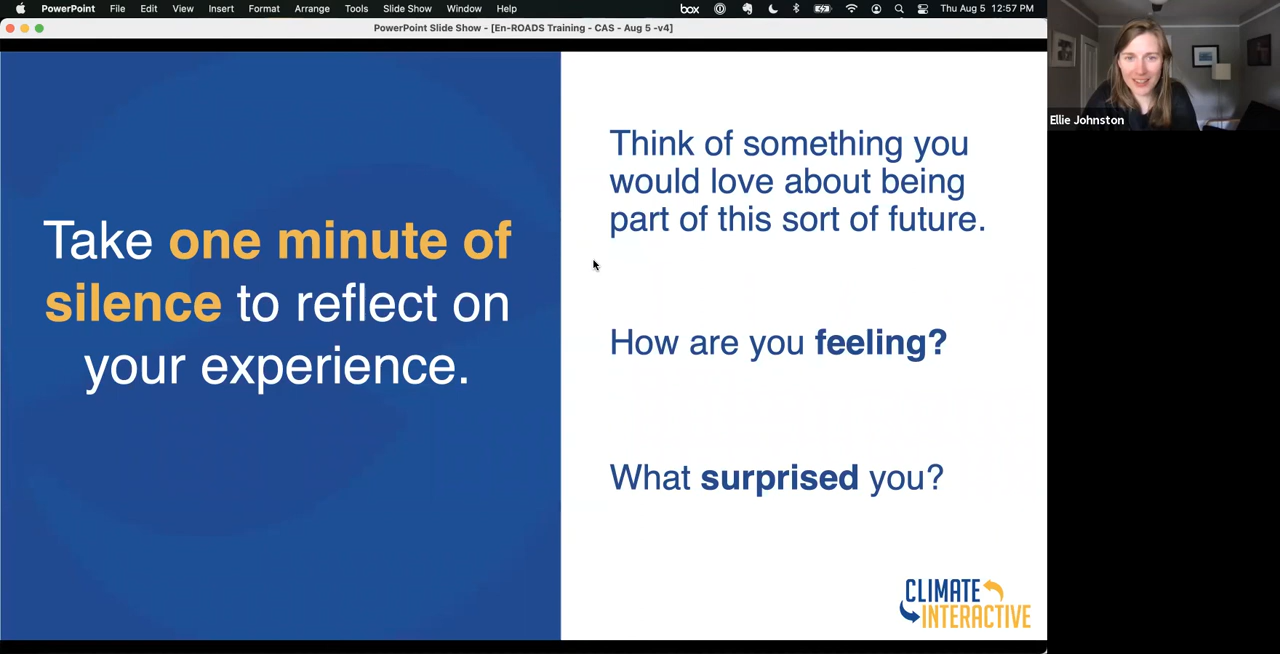 PowerPoint File Edit View Insert Format Arrange Tools Slide Show Window Help box Thu Aug 5 12:57 PM
PowerPoint Slide Show - [En-ROADS Training - CAS - Aug 5 -v4]
Take one minute of
silence to reflect on
your experience.
Think of something you
would love about being
part of this sort of future.
How are you feeling?
What surprised you?
CLIMATE
INTERACTIVE
Ellie Johnston